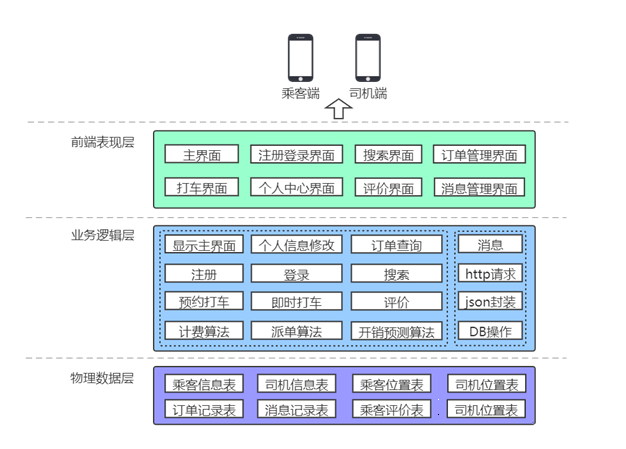 乘客端 司机端
前端表现层
主界面 注册登录界面 搜索界面 订单管理界面
打车界面 个人中心界面 评价界面 消息管理界面
业务逻辑层
显示主界面 个人信息修改 订单查询 消息
注册 登录 搜索 http请求
预约打车 即时打车 评价 json封装
计费算法 派单算法 开销预测算法 DB操作
物理数据层
乘客信息表 司机信息表 乘客位置表 司机位置表
订单记录表 消息记录表 乘客评价表 司机位置表